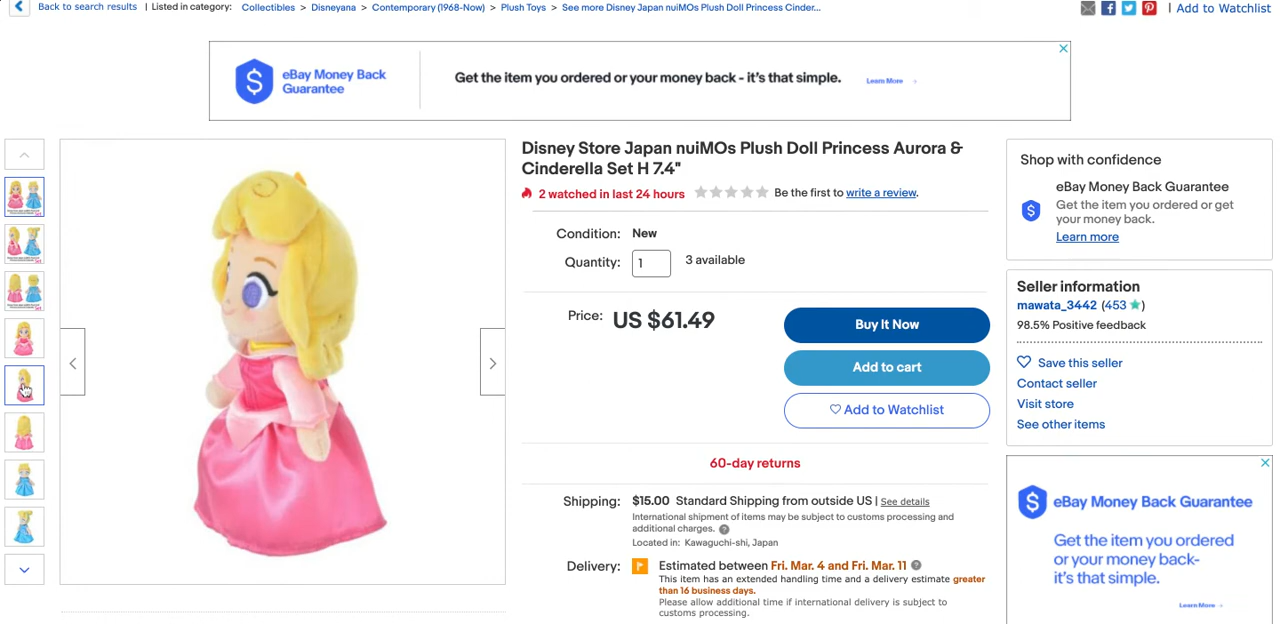 Back to search results | Listed in category: Collectibles > Disneyana > Contemporary (1968-Now) > Plush Toys > See more Disney Japan nuiMOs Plush Doll Princess Cinder... | Add to Watchlist
eBay Money Back
Guarantee
Get the item you ordered or your money back - it's that simple.
Learn More
Disney Store Japan nuiMOs Plush Doll Princess Aurora &
Cinderella Set H 7.4"
2 watched in last 24 hours
Be the first to write a review.
Condition: New
Quantity: 1 3 available
Price: US $61.49
Buy It Now
Add to cart
Add to Watchlist
60-day returns
Shipping: $15.00 Standard Shipping from outside US | See details
International shipment of items may be subject to customs processing and
additional charges.
Located in: Kawaguchi-shi, Japan
Delivery: Estimated between Fri. Mar. 4 and Fri. Mar. 11
This item has an extended handling time and a delivery estimate greater
than 16 business days.
Please allow additional time if international delivery is subject to
customs processing.
Shop with confidence
eBay Money Back Guarantee
Get the item you ordered or get
your money back.
Learn more
Seller information
mawata_3442 (453)
98.5% Positive feedback
Save this seller
Contact seller
Visit store
See other items
eBay Money Back Guarantee
Get the item you ordered
or your money back-
it's that simple.
Learn More